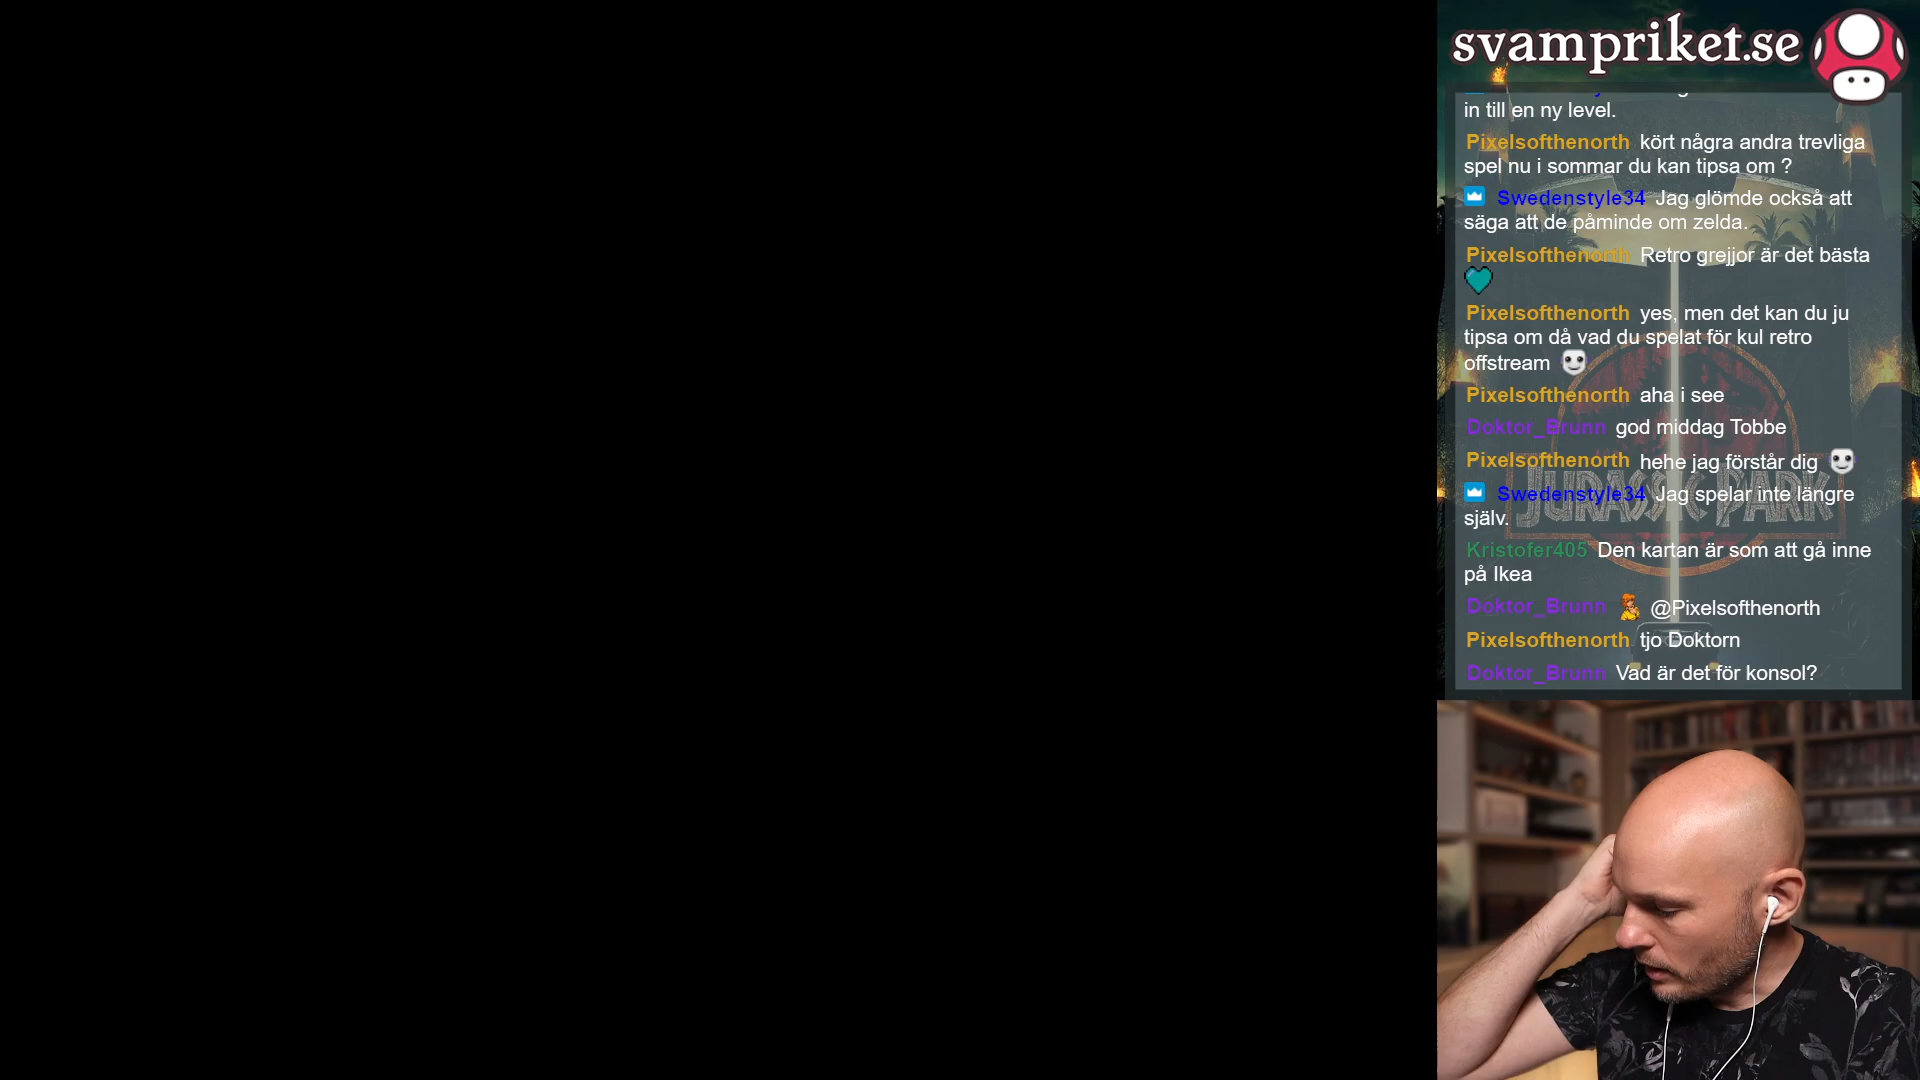 svampriket.se
in till en ny level.
Pixelsofthenorth kört några andra trevliga
spel nu i sommar du kan tipsa om ?
Swedenstyle34 Jag glömde också att
säga att de påminde om zelda.
Pixelsofthenorth Retro grejjor är det bästa
Pixelsofthenorth yes, men det kan du ju
tipsa om då vad du spelat för kul retro
offstream
Pixelsofthenorth aha i see
Doktor_Brunn god middag Tobbe
Pixelsofthenorth hehe jag förstår dig
Swedenstyle34 Jag spelar inte längre
själv.
JURASSIC PARK
Kristofer405 Den kartan är som att gå inne
på Ikea
Doktor_Brunn @Pixelsofthenorth
Pixelsofthenorth tjo Doktorn
Doktor_Brunn Vad är det för konsol?